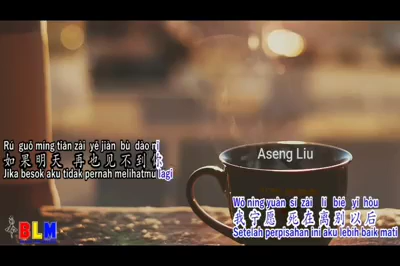 Aseng Liu
Rú guǒ míng tiān zài yě jiàn bú dào nǐ
如果明天 再也见不到你
Jika besok aku tidak pernah melihatmu lagi
Wǒ nìng yuàn sǐ zài lí bié yǐ hòu
我宁愿 死在离别以后
Setelah perpisahan ini aku lebih baik mati
BLM